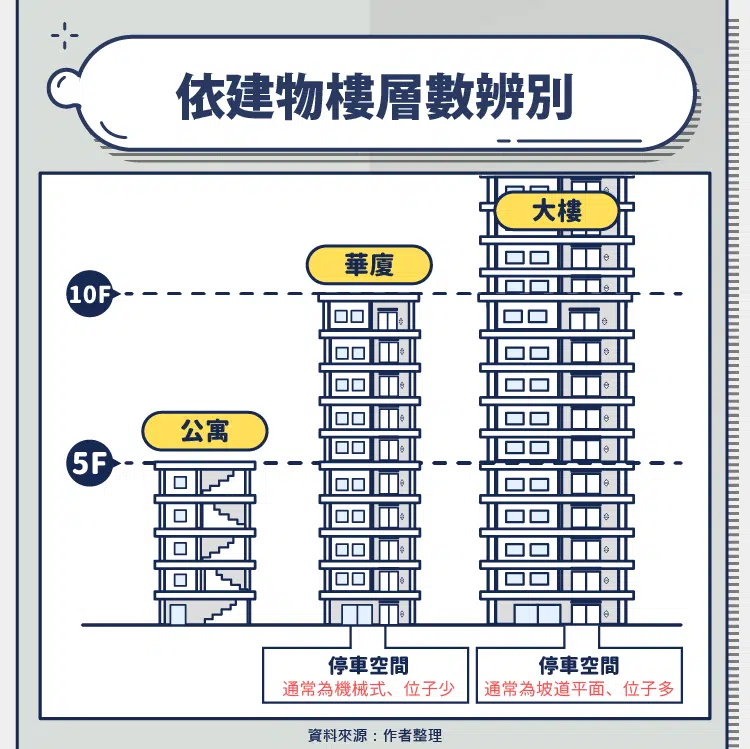 依建物樓層數辨別
大樓
華廈
10F
公寓
5F
停車空間
通常為機械式、位子少
停車空間
通常為坡道平面、位子多
資料來源：作者整理